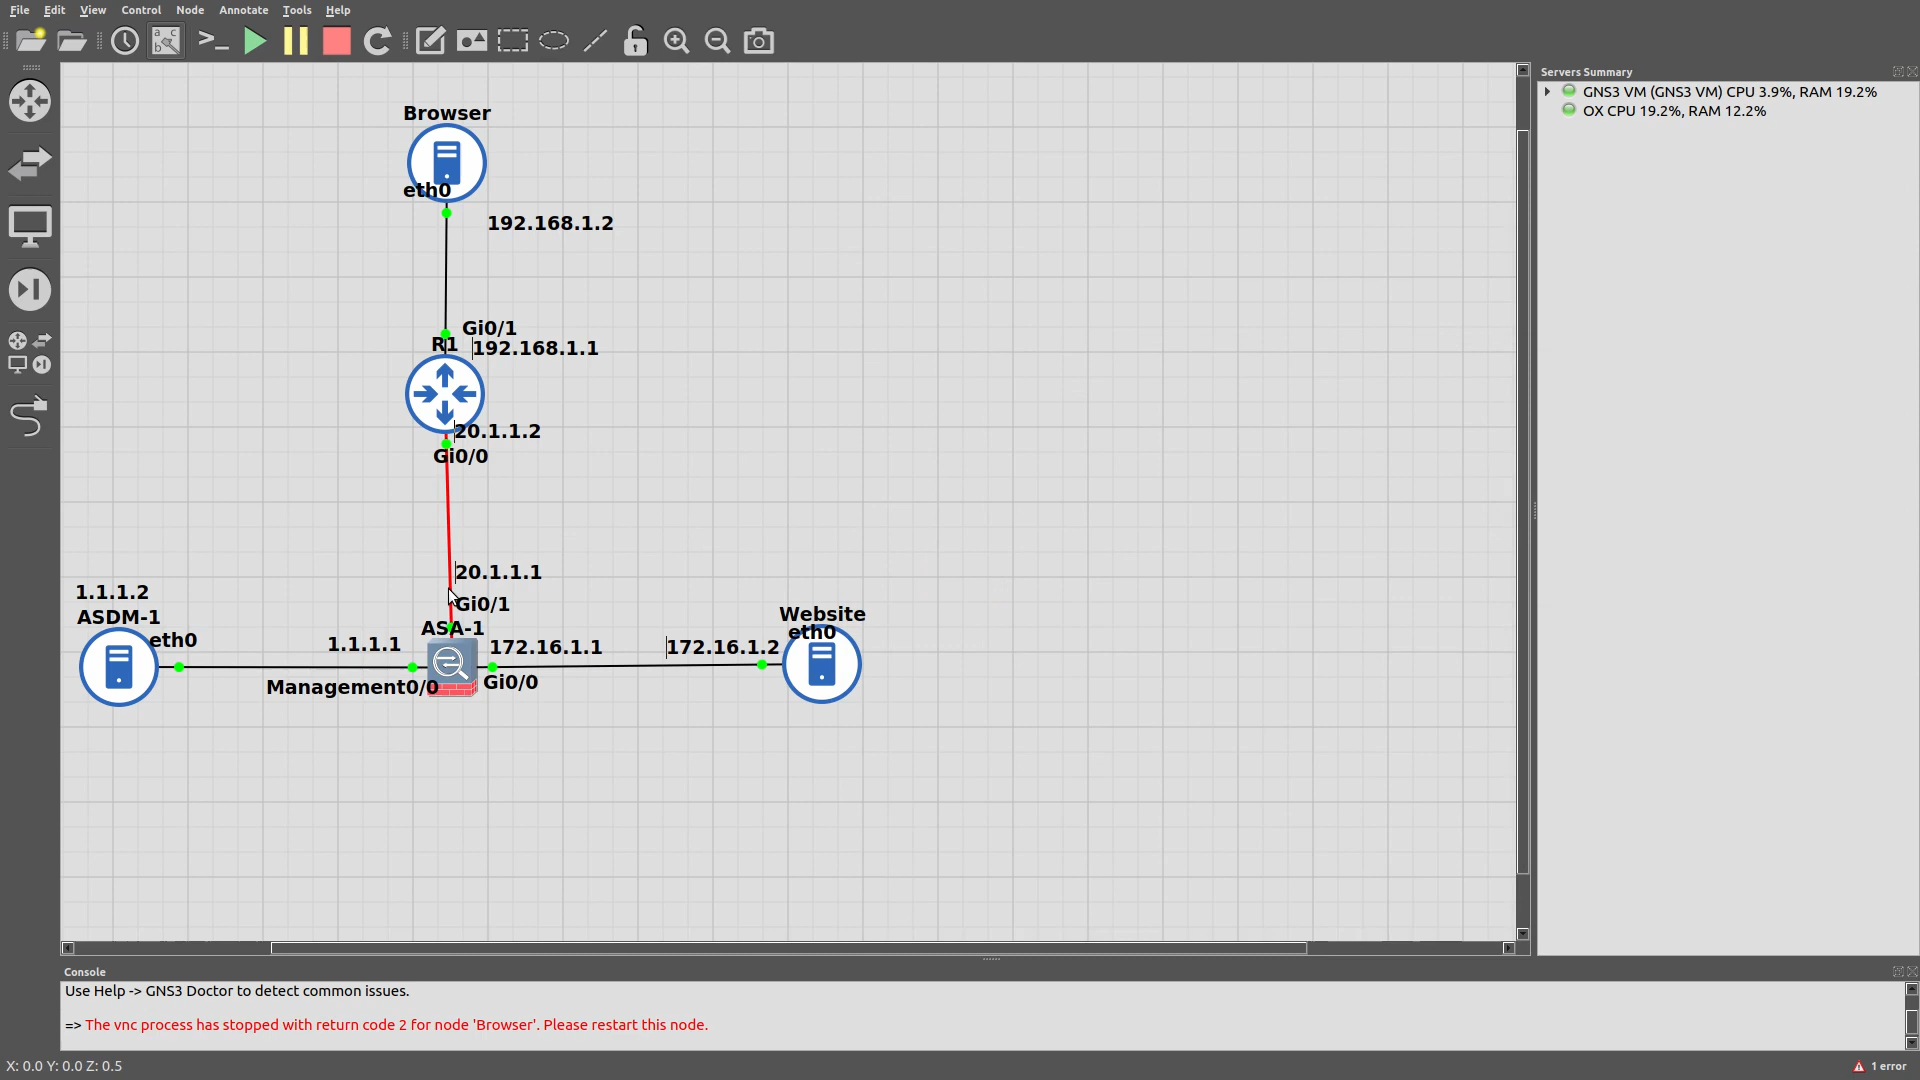 File Edit View Control Node Annotate Tools Help
Servers Summary
GNS3 VM (GNS3 VM) CPU 3.9%, RAM 19.2%
OX CPU 19.2%, RAM 12.2%
Browser
eth0
192.168.1.2
Gi0/1
R1
192.168.1.1
20.1.1.2
Gi0/0
20.1.1.1
Gi0/1
ASA-1
1.1.1.2
ASDM-1
eth0
1.1.1.1
Management0/0
172.16.1.1
Gi0/0
172.16.1.2
Website
eth0
Console
Use Help -> GNS3 Doctor to detect common issues.
=> The vnc process has stopped with return code 2 for node 'Browser'. Please restart this node.
X: 0.0 Y: 0.0 Z: 0.5
1 error